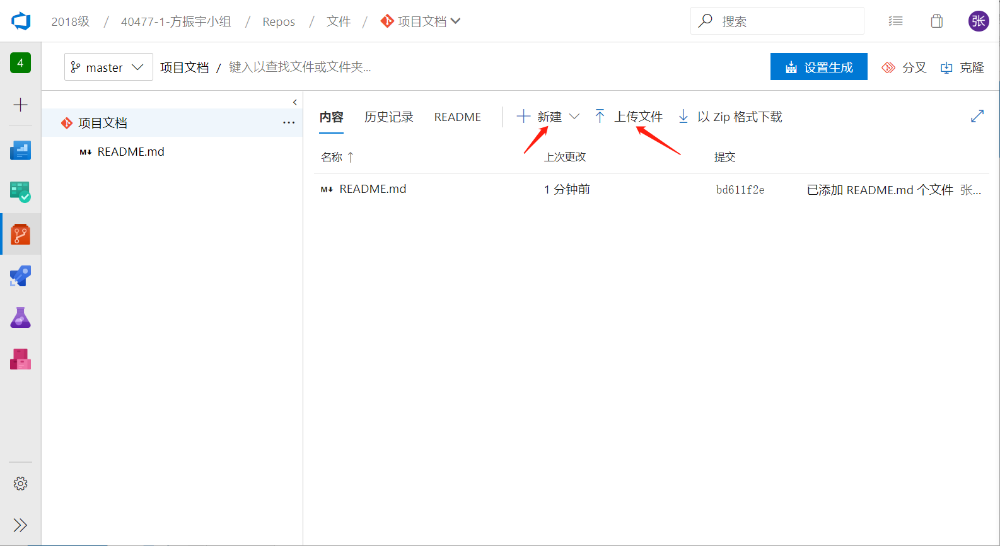 2018级 / 40477-1-方振宇小组 / Repos / 文件 / 项目文档
搜索
张
4
master
项目文档 / 键入以查找文件或文件夹...
设置生成
分叉
克隆
项目文档
README.md
内容 历史记录 README
新建 上传文件 以 Zip 格式下载
名称 ↑ 上次更改 提交
M↓ README.md 1 分钟前 bd611f2e 已添加 README.md 个文件 张...